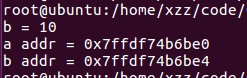 root@ubuntu:/home/xzz/code/
b = 10
a addr = 0x7ffdf74b6be0
b addr = 0x7ffdf74b6be4